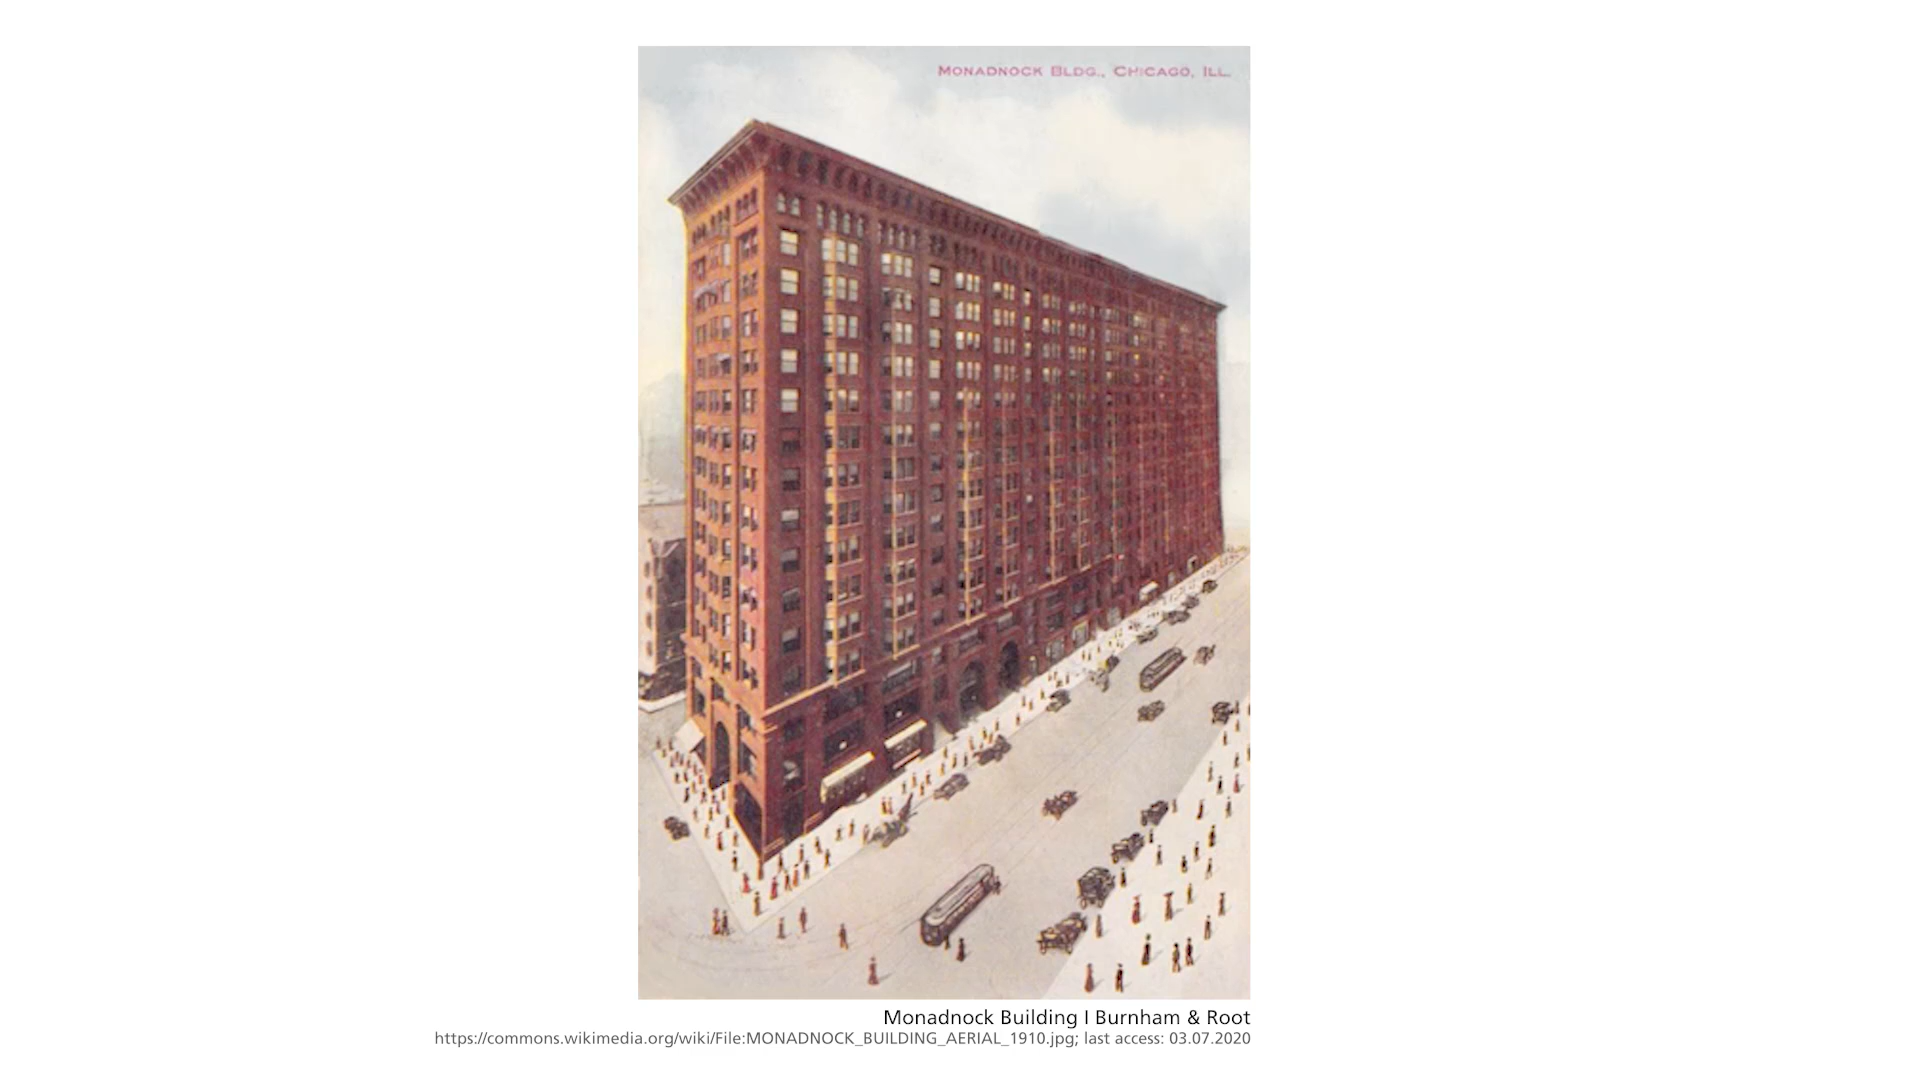 MONADNOCK BLDG., CHICAGO, ILL.
Monadnock Building I Burnham & Root
https://commons.wikimedia.org/wiki/File:MONADNOCK_BUILDING_AERIAL_1910.jpg; last access: 03.07.2020